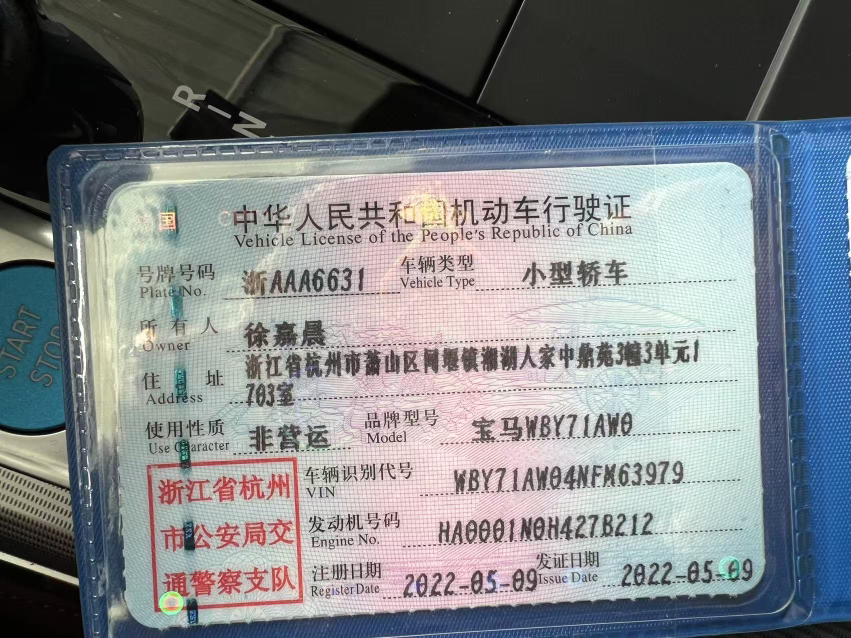 R
N
START
STOP
中华人民共和国机动车行驶证
Vehicle License of the People's Republic of China
号牌号码 浙AAA6631 车辆类型 小型轿车
Plate No. Vehicle Type
所有人 徐嘉晨
Owner
住址 浙江省杭州市萧山区闻堰镇湘湖人家中鼎苑3幢3单元1
Address 703室
使用性质 非营运 品牌型号 宝马WBY71AW0
Use Character Model
浙江省杭州
市公安局交
通警察支队
车辆识别代号 WBY71AW04NFM63979
VIN
发动机号码 HA0001N0H427B212
Engine No.
注册日期 2022-05-09 发证日期 2022-05-09
Register Date Issue Date